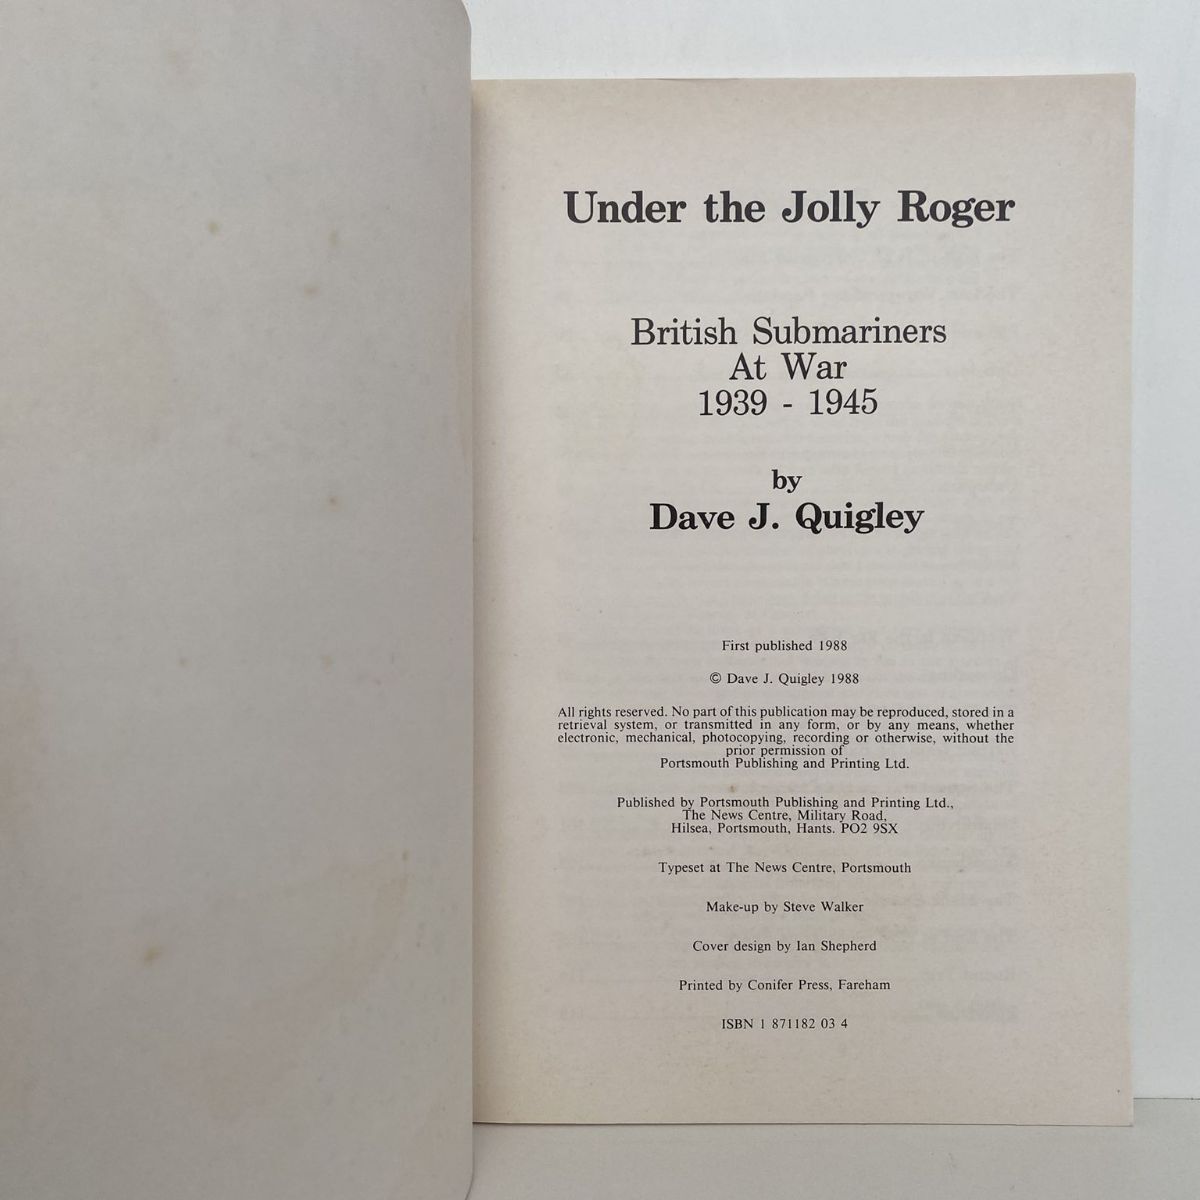 Under the Jolly Roger
British Submariners
At War
1939 - 1945
by
Dave J. Quigley
First published 1988
© Dave J. Quigley 1988
All rights reserved. No part of this publication may be reproduced, stored in a
retrieval system, or transmitted in any form, or by any means, whether
electronic, mechanical, photocopying, recording or otherwise, without the
prior permission of
Portsmouth Publishing and Printing Ltd.
Published by Portsmouth Publishing and Printing Ltd.,
The News Centre, Military Road,
Hilsea, Portsmouth, Hants. PO2 9SX
Typeset at The News Centre, Portsmouth
Make-up by Steve Walker
Cover design by Ian Shepherd
Printed by Conifer Press, Fareham
ISBN 1 871182 03 4